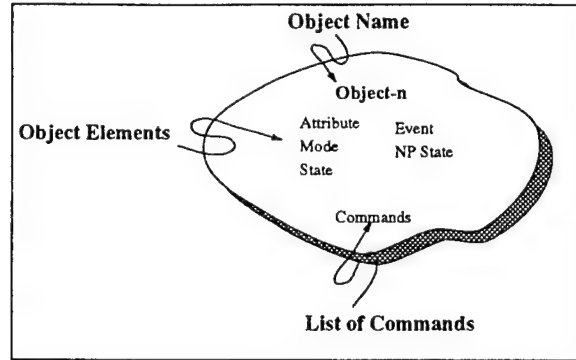 Object Name
Object-n
Object Elements
Attribute Event
Mode NP State
State
Commands
List of Commands